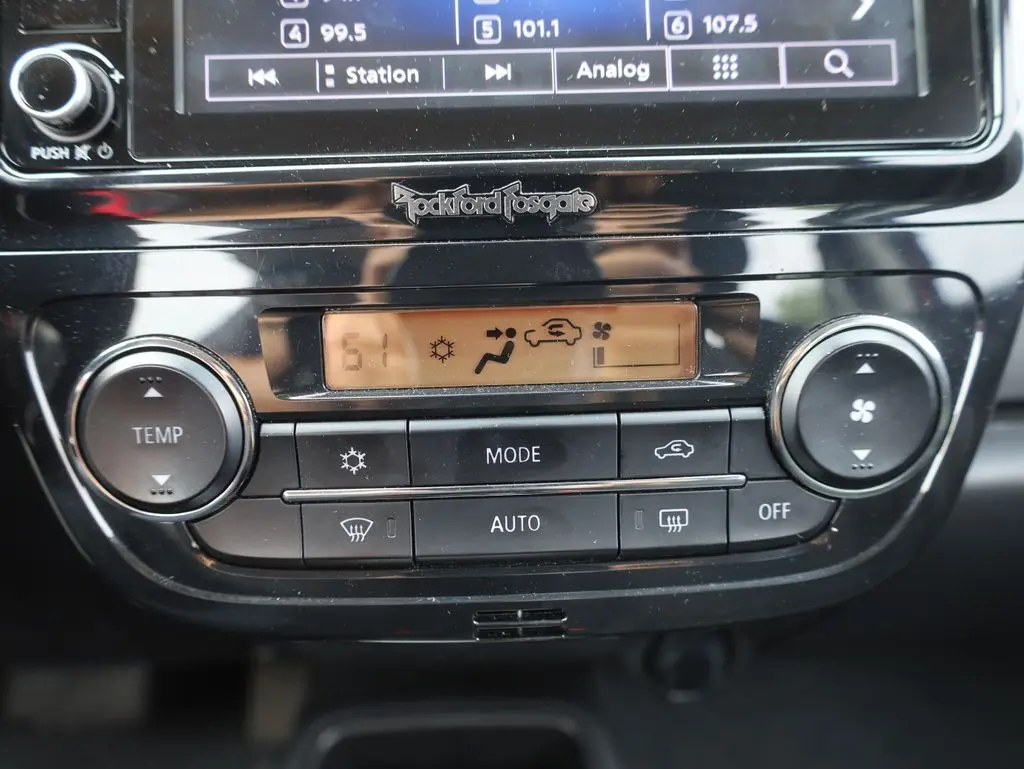 4 99.5
5 101.1
6 107.5
Station
Analog
PUSH
Rockford Fosgate
61
TEMP
MODE
AUTO
OFF